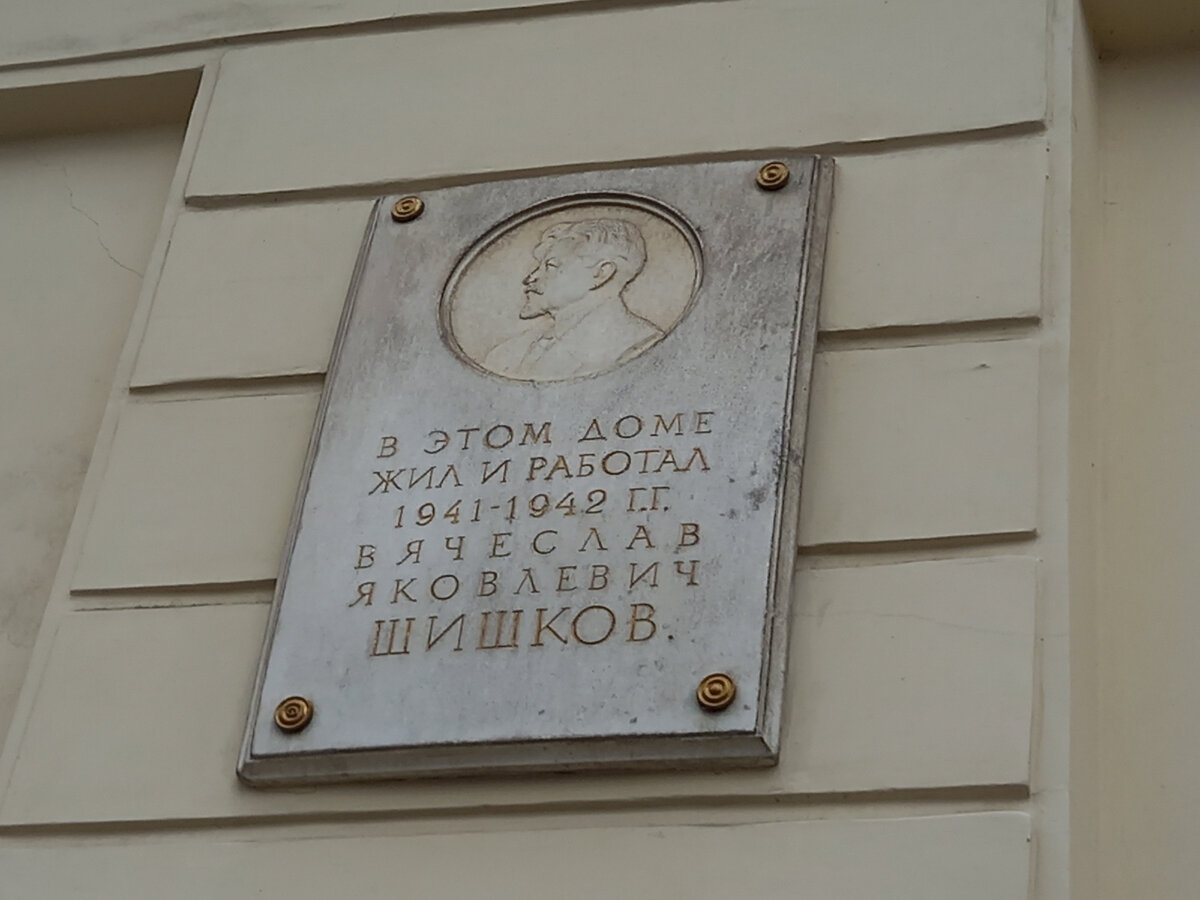 В ЭТОМ ДОМЕ
ЖИЛ И РАБОТАЛ
1941-1942 Г.Г.
ВЯЧЕСЛАВ
ЯКОВЛЕВИЧ
ШИШКОВ.